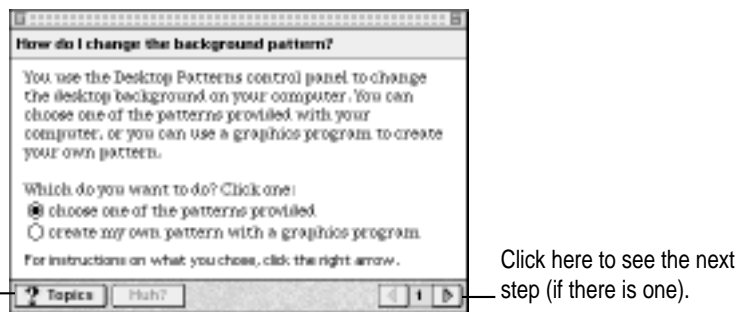 How do I change the background pattern?
You use the Desktop Patterns control panel to change
the desktop background on your computer. You can
choose one of the patterns provided with your
computer, or you can use a graphics program to create
your own pattern.
Which do you want to do? Click one:
choose one of the patterns provided
create my own pattern with a graphics program
For instructions on what you chose, click the right arrow.
? Topics Huh? 1
Click here to see the next
step (if there is one).